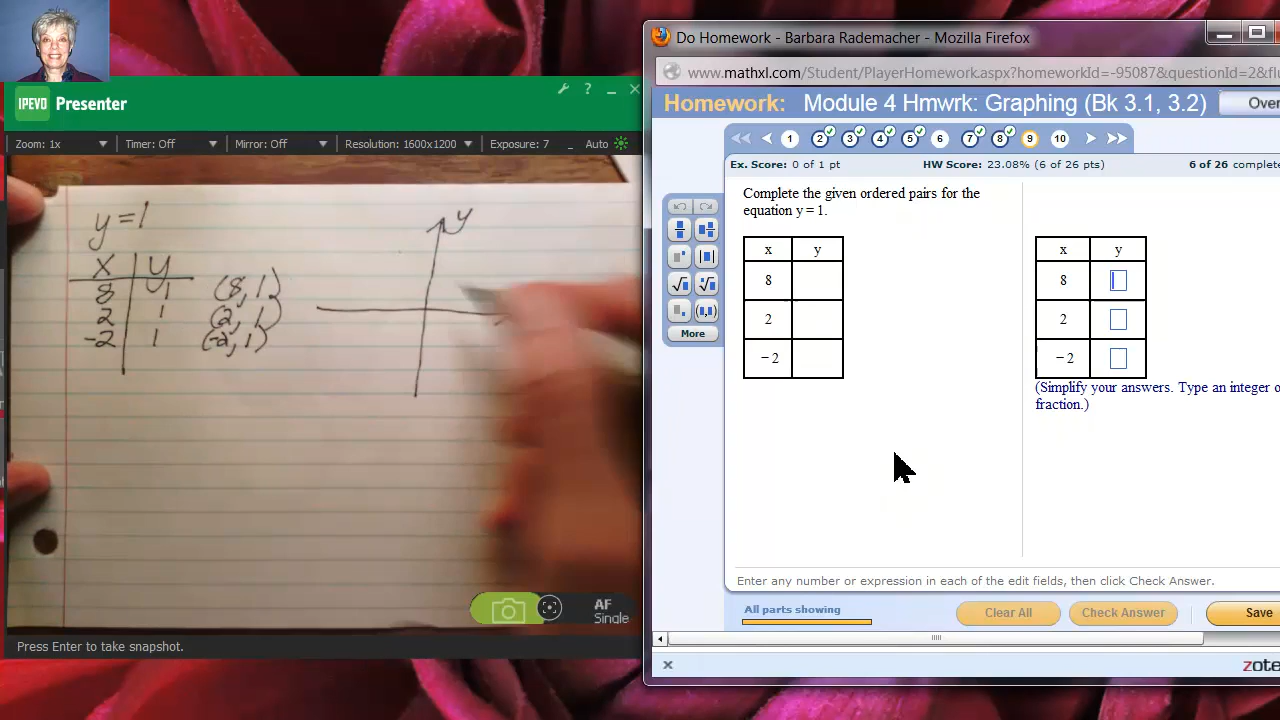 IPEVO Presenter
Zoom: 1x Timer: Off Mirror: Off Resolution: 1600x1200 Exposure: 7 Auto
y = 1
x y
8 1 (8, 1)
2 1 (2, 1)
-2 1 (-2, 1)
y
AF
Single
Press Enter to take snapshot.
Do Homework - Barbara Rademacher - Mozilla Firefox
www.mathxl.com/Student/PlayerHomework.aspx?homeworkId=-95087&questionId=2&flu
Homework: Module 4 Hmwrk: Graphing (Bk 3.1, 3.2) Over
1 2 3 4 5 6 7 8 9 10
Ex. Score: 0 of 1 pt HW Score: 23.08% (6 of 26 pts) 6 of 26 complete
More
Complete the given ordered pairs for the
equation y = 1.
x y
8
2
−2
x y
8
2
−2
(Simplify your answers. Type an integer o
fraction.)
Enter any number or expression in each of the edit fields, then click Check Answer.
All parts showing Clear All Check Answer Save
zote